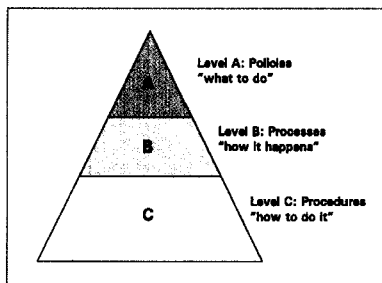 A
Level A: Policies
"what to do"
B
Level B: Processes
"how it happens"
C
Level C: Procedures
"how to do it"